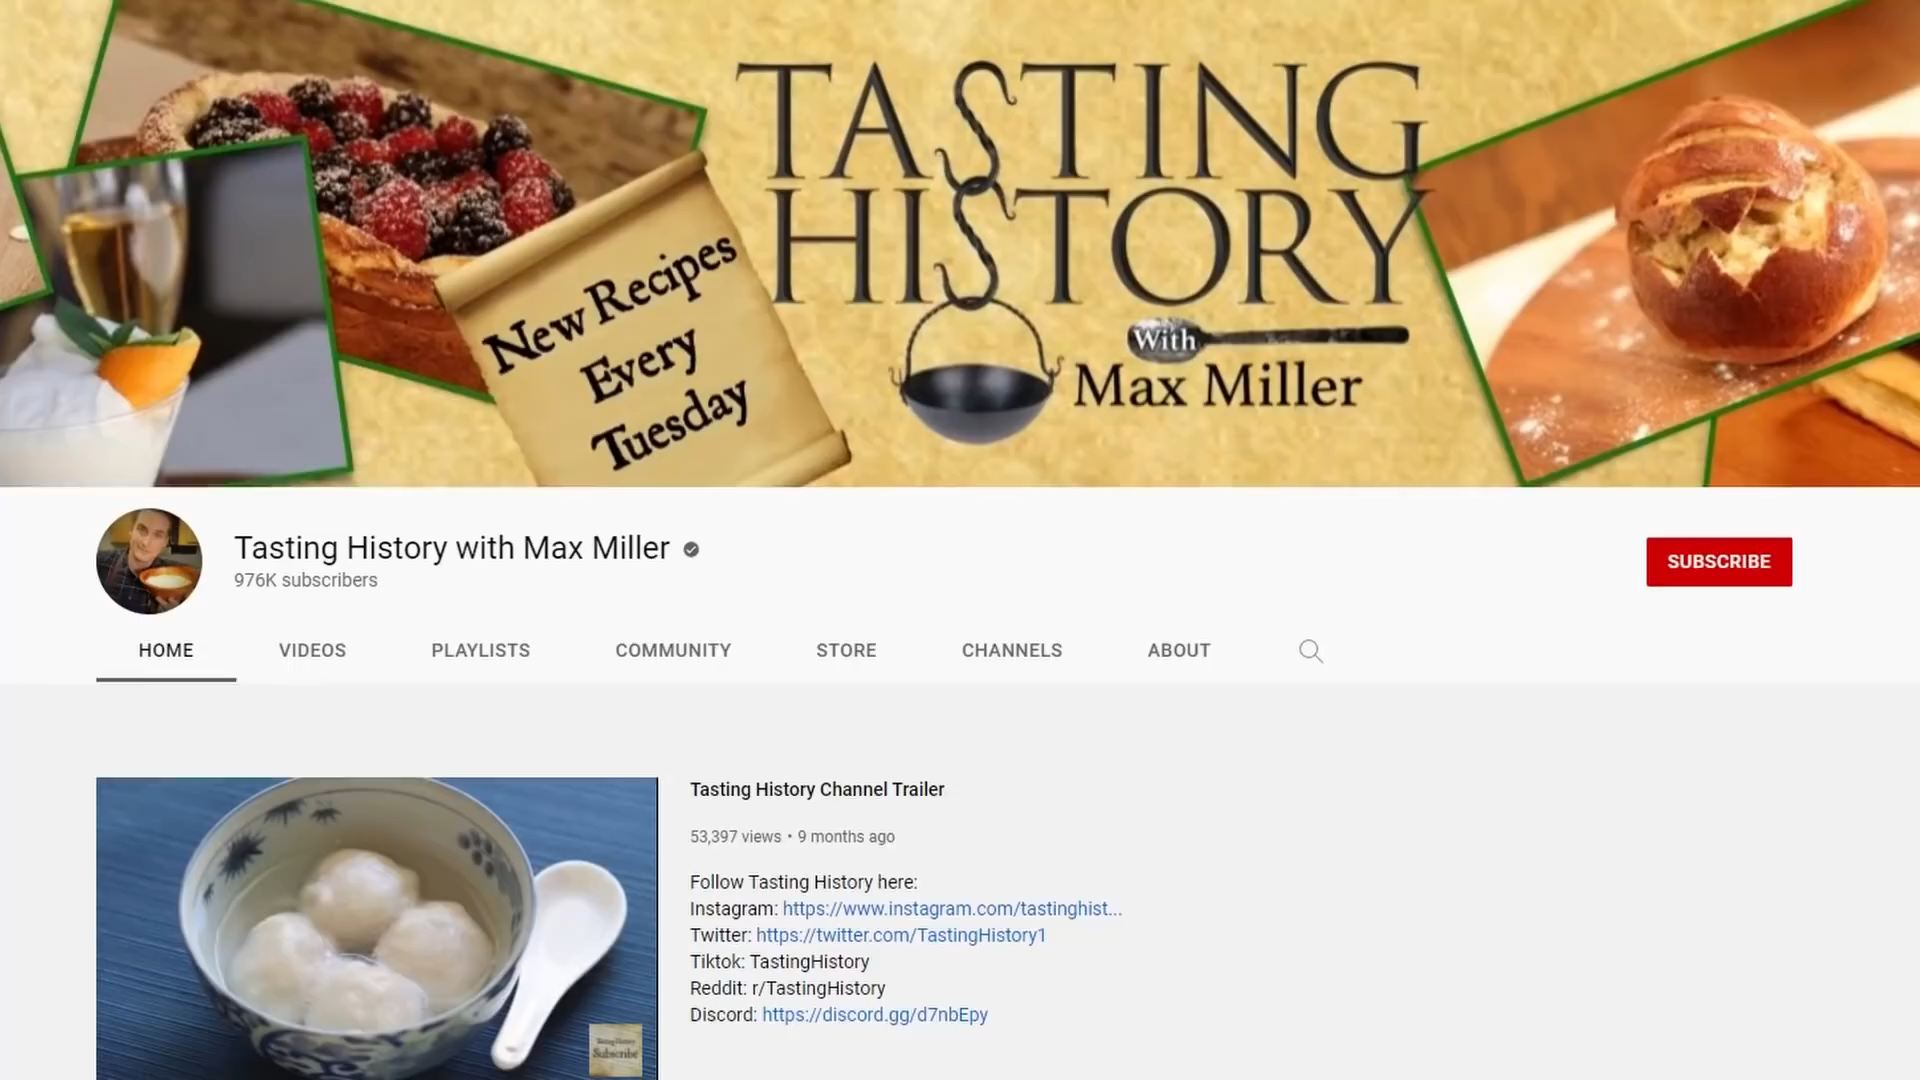 TASTING
HISTORY
With
Max Miller
New Recipes
Every
Tuesday
Tasting History with Max Miller
976K subscribers
SUBSCRIBE
HOME VIDEOS PLAYLISTS COMMUNITY STORE CHANNELS ABOUT
Tasting History Channel Trailer
53,397 views • 9 months ago
Follow Tasting History here:
Instagram: https://www.instagram.com/tastinghist...
Twitter: https://twitter.com/TastingHistory1
Tiktok: TastingHistory
Reddit: r/TastingHistory
Discord: https://discord.gg/d7nbEpy
Tasting History
Subscribe